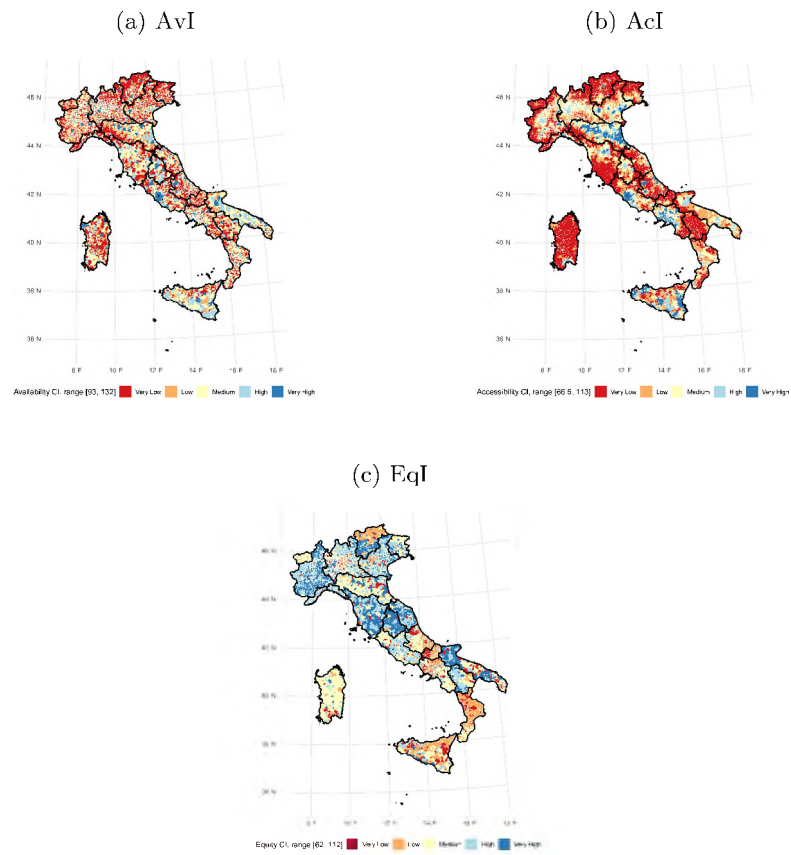 (a) AvI
(b) AcI
46 N
44 N
42 N
40 N
38 N
36 N
6 F
10 F
12 F
14 F
16 F
18 F
Availability CI, range [93, 132] Very Low Low Medium High Very High
46 N
44 N
42 N
40 N
38 N
36 N
8 F
10 F
12 F
14 F
16 F
18 F
Accessibility CI, range [66.5, 113] Very Low Low Medium High Very High
(c) EqI
Equity CI, range [62, 112] Very Low Low Medium High Very High